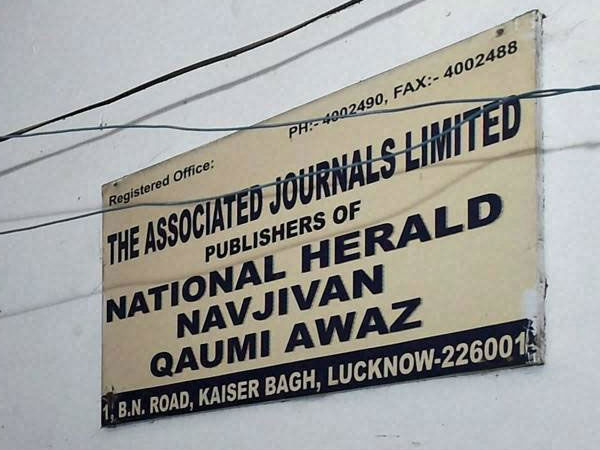 PH:- 4002490, FAX:- 4002488
Registered Office:
THE ASSOCIATED JOURNALS LIMITED
PUBLISHERS OF
NATIONAL HERALD
NAVJIVAN
QAUMI AWAZ
1, B.N. ROAD, KAISER BAGH, LUCKNOW-226001